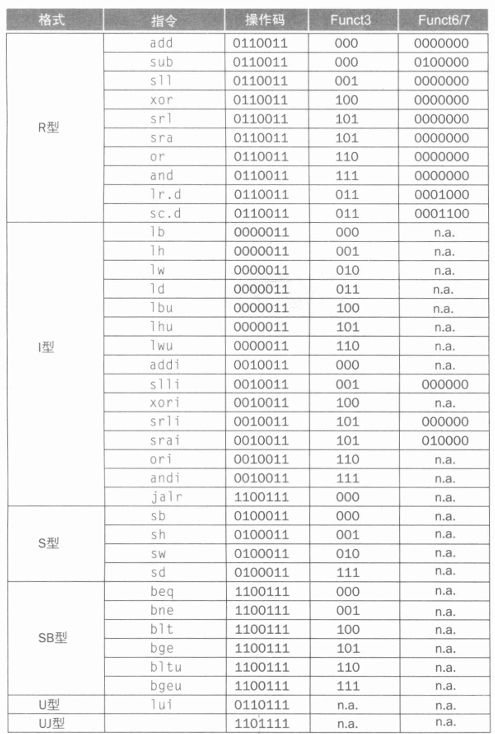 格式 指令 操作码 Funct3 Funct6/7
R型 add 0110011 000 0000000
sub 0110011 000 0100000
sll 0110011 001 0000000
xor 0110011 100 0000000
srl 0110011 101 0000000
sra 0110011 101 0000000
or 0110011 110 0000000
and 0110011 111 0000000
lr.d 0110011 011 0001000
sc.d 0110011 011 0001100
I型 lb 0000011 000 n.a.
lh 0000011 001 n.a.
lw 0000011 010 n.a.
ld 0000011 011 n.a.
lbu 0000011 100 n.a.
lhu 0000011 101 n.a.
lwu 0000011 110 n.a.
addi 0010011 000 n.a.
slli 0010011 001 000000
xori 0010011 100 n.a.
srli 0010011 101 000000
srai 0010011 101 010000
ori 0010011 110 n.a.
andi 0010011 111 n.a.
jalr 1100111 000 n.a.
S型 sb 0100011 000 n.a.
sh 0100011 001 n.a.
sw 0100011 010 n.a.
sd 0100011 111 n.a.
SB型 beq 1100111 000 n.a.
bne 1100111 001 n.a.
blt 1100111 100 n.a.
bge 1100111 101 n.a.
bltu 1100111 110 n.a.
bgeu 1100111 111 n.a.
U型 lui 0110111 n.a. n.a.
UJ型 1101111 n.a. n.a.